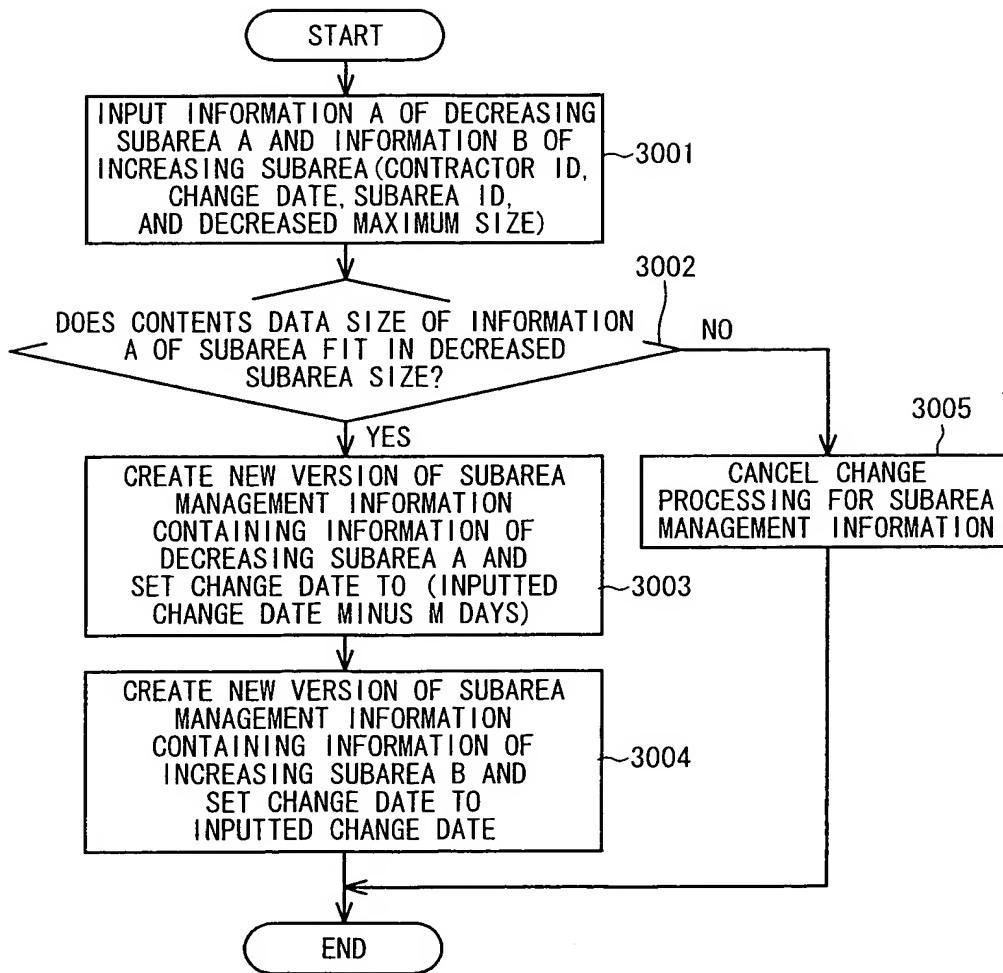 START
INPUT INFORMATION A OF DECREASING
SUBAREA A AND INFORMATION B OF
INCREASING SUBAREA(CONTRACTOR ID,
CHANGE DATE, SUBAREA ID,
AND DECREASED MAXIMUM SIZE)
3001
3002
DOES CONTENTS DATA SIZE OF INFORMATION
A OF SUBAREA FIT IN DECREASED
SUBAREA SIZE?
NO
YES
3005
CREATE NEW VERSION OF SUBAREA
MANAGEMENT INFORMATION
CONTAINING INFORMATION OF
DECREASING SUBAREA A AND
SET CHANGE DATE TO (INPUTTED
CHANGE DATE MINUS M DAYS)
3003
CANCEL CHANGE
PROCESSING FOR SUBAREA
MANAGEMENT INFORMATION
CREATE NEW VERSION OF SUBAREA
MANAGEMENT INFORMATION
CONTAINING INFORMATION OF
INCREASING SUBAREA B AND
SET CHANGE DATE TO
INPUTTED CHANGE DATE
3004
END